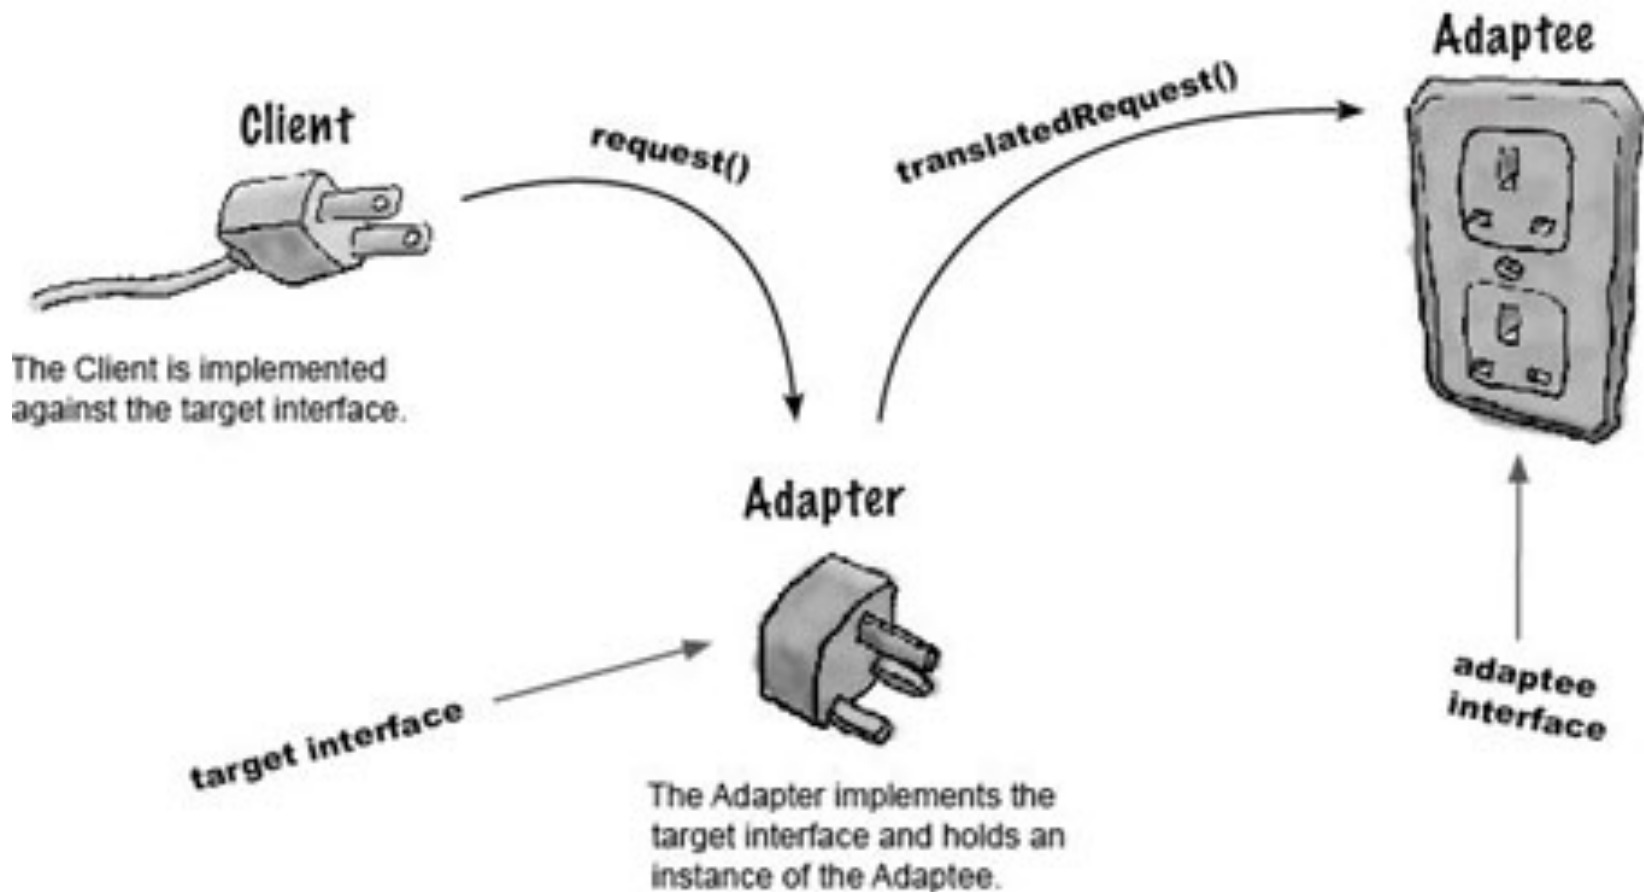 Client
request()
translatedRequest()
Adaptee
The Client is implemented
against the target interface.
Adapter
target interface
adaptee
interface
The Adapter implements the
target interface and holds an
instance of the Adaptee.